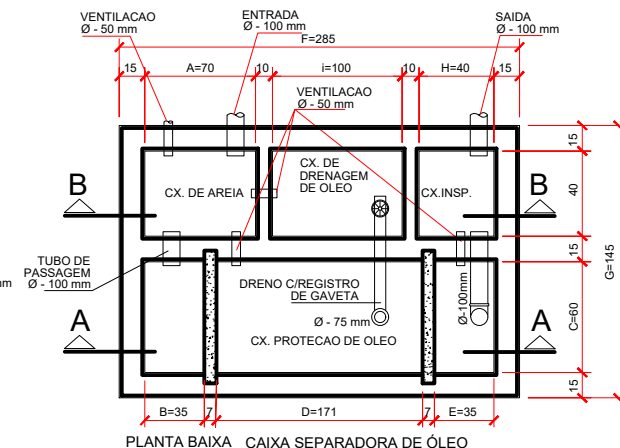 VENTILACAO
Ø - 50 mm
ENTRADA
Ø - 100 mm
SAIDA
Ø - 100 mm
F=285
15
A=70
10
i=100
10
H=40
15
VENTILACAO
Ø - 50 mm
15
B
CX. DE AREIA
CX. DE
DRENAGEM
DE OLEO
CX.INSP.
B
40
TUBO DE
PASSAGEM
Ø - 100 mm
mm
15
G=145
DRENO C/REGISTRO
DE GAVETA
Ø - 75 mm
Ø-100mm
A
CX. PROTECAO DE OLEO
A
C=60
15
B=35
7
D=171
7
E=35
PLANTA BAIXA CAIXA SEPARADORA DE ÓLEO